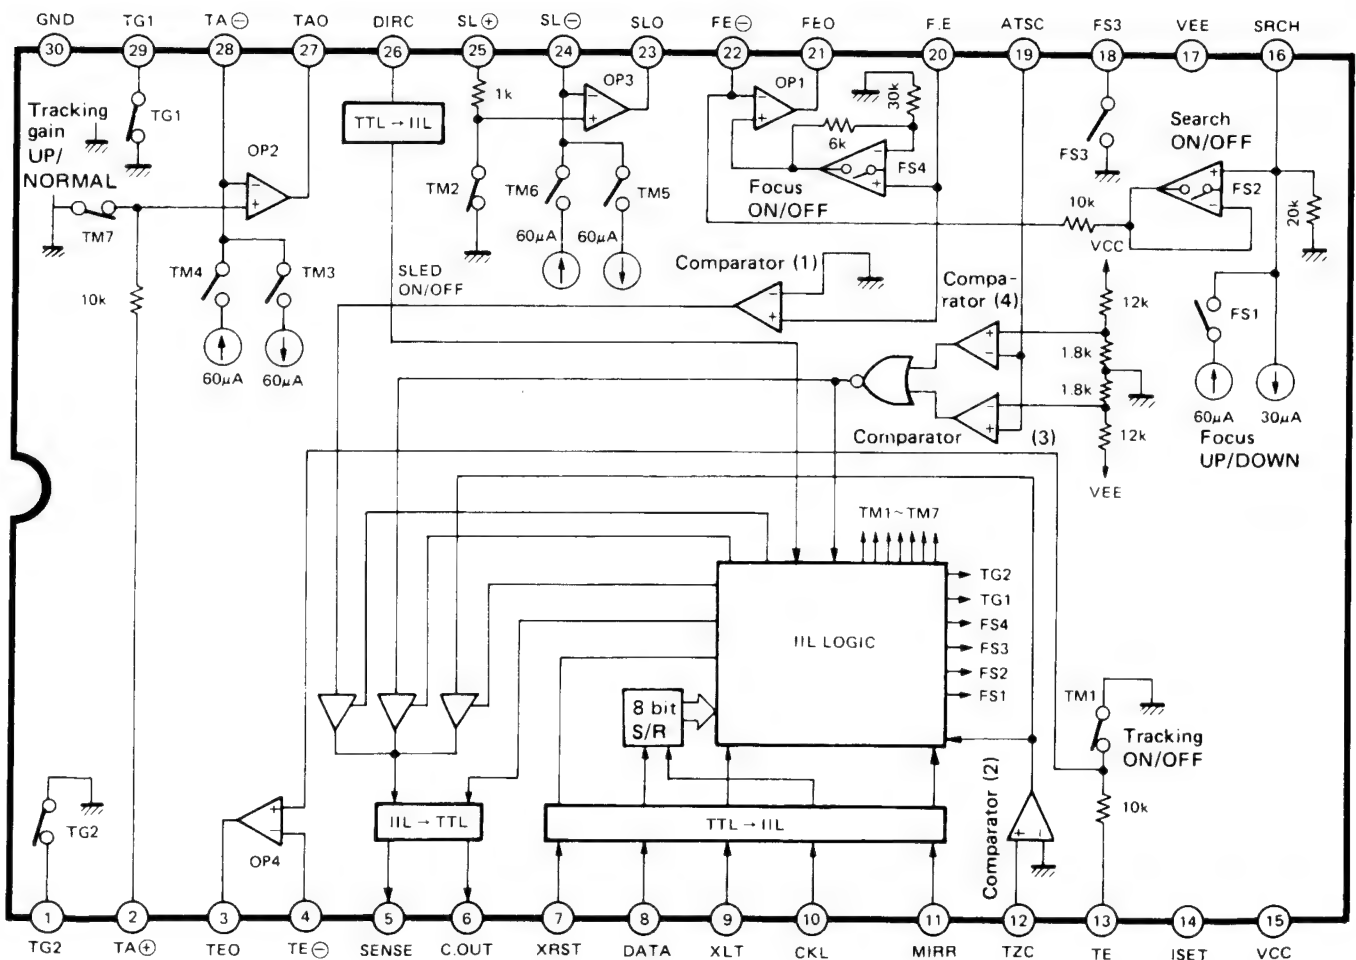 GND TG1 TA⊖ TAO DIRC SL⊕ SL⊖ SLO FE⊖ FEO F.E ATSC FS3 VEE SRCH
30 29 28 27 26 25 24 23 22 21 20 19 18 17 16
Tracking
gain
UP/
NORMAL
TG1
TM7
10k
OP2
TM4
TM3
60μA
60μA
TTL → IIL
SLED
ON/OFF
1k
TM2
OP3
TM6
TM5
60μA
60μA
OP1
30k
6k
FS4
Focus
ON/OFF
FS3
Search
ON/OFF
FS2
10k
20k
VCC
12k
1.8k
1.8k
12k
VEE
FS1
60μA
30μA
Focus
UP/DOWN
Comparator (1)
Compa-
rator (4)
Comparator (3)
TM1~TM7
IIL LOGIC
TG2
TG1
FS4
FS3
FS2
FS1
8 bit
S/R
TM1
Tracking
ON/OFF
10k
Comparator (2)
TG2
OP4
IIL → TTL
TTL → IIL
1 2 3 4 5 6 7 8 9 10 11 12 13 14 15
TG2 TA⊕ TEO TE⊖ SENSE C.OUT XRST DATA XLT CKL MIRR TZC TE ISET VCC